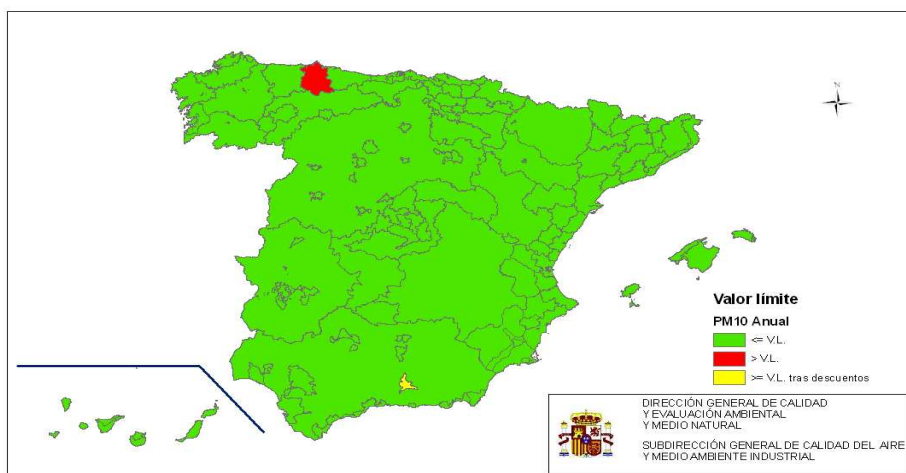 N
Valor límite
PM10 Anual
<= V.L.
> V.L.
>= V.L. tras descuentos
DIRECCIÓN GENERAL DE CALIDAD
Y EVALUACIÓN AMBIENTAL
Y MEDIO NATURAL
SUBDIRECCIÓN GENERAL DE CALIDAD DEL AIRE
Y MEDIO AMBIENTE INDUSTRIAL